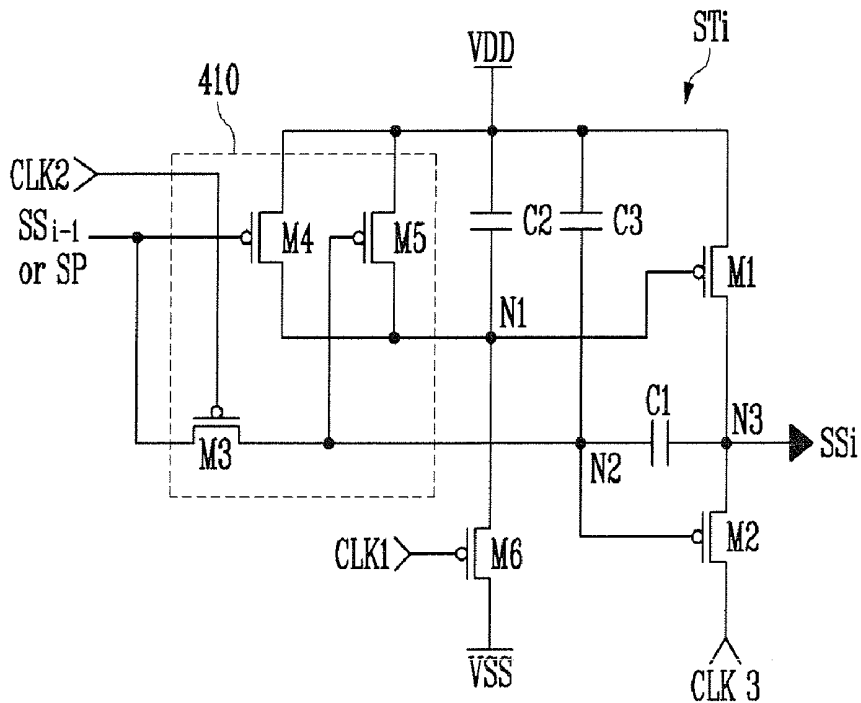 STi
VDD
410
CLK2
SSi-1
or SP
M4
M5
C2
C3
M1
N1
C1
N3
SSi
M3
N2
M2
CLK1
M6
VSS
CLK 3